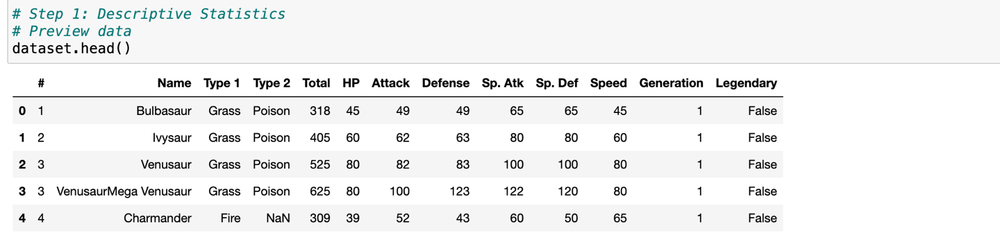 # Step 1: Descriptive Statistics
# Preview data
dataset.head()
# Name Type 1 Type 2 Total HP Attack Defense Sp. Atk Sp. Def Speed Generation Legendary
0 1 Bulbasaur Grass Poison 318 45 49 49 65 65 45 1 False
1 2 Ivysaur Grass Poison 405 60 62 63 80 80 60 1 False
2 3 Venusaur Grass Poison 525 80 82 83 100 100 80 1 False
3 3 VenusaurMega Venusaur Grass Poison 625 80 100 123 122 120 80 1 False
4 4 Charmander Fire NaN 309 39 52 43 60 50 65 1 False